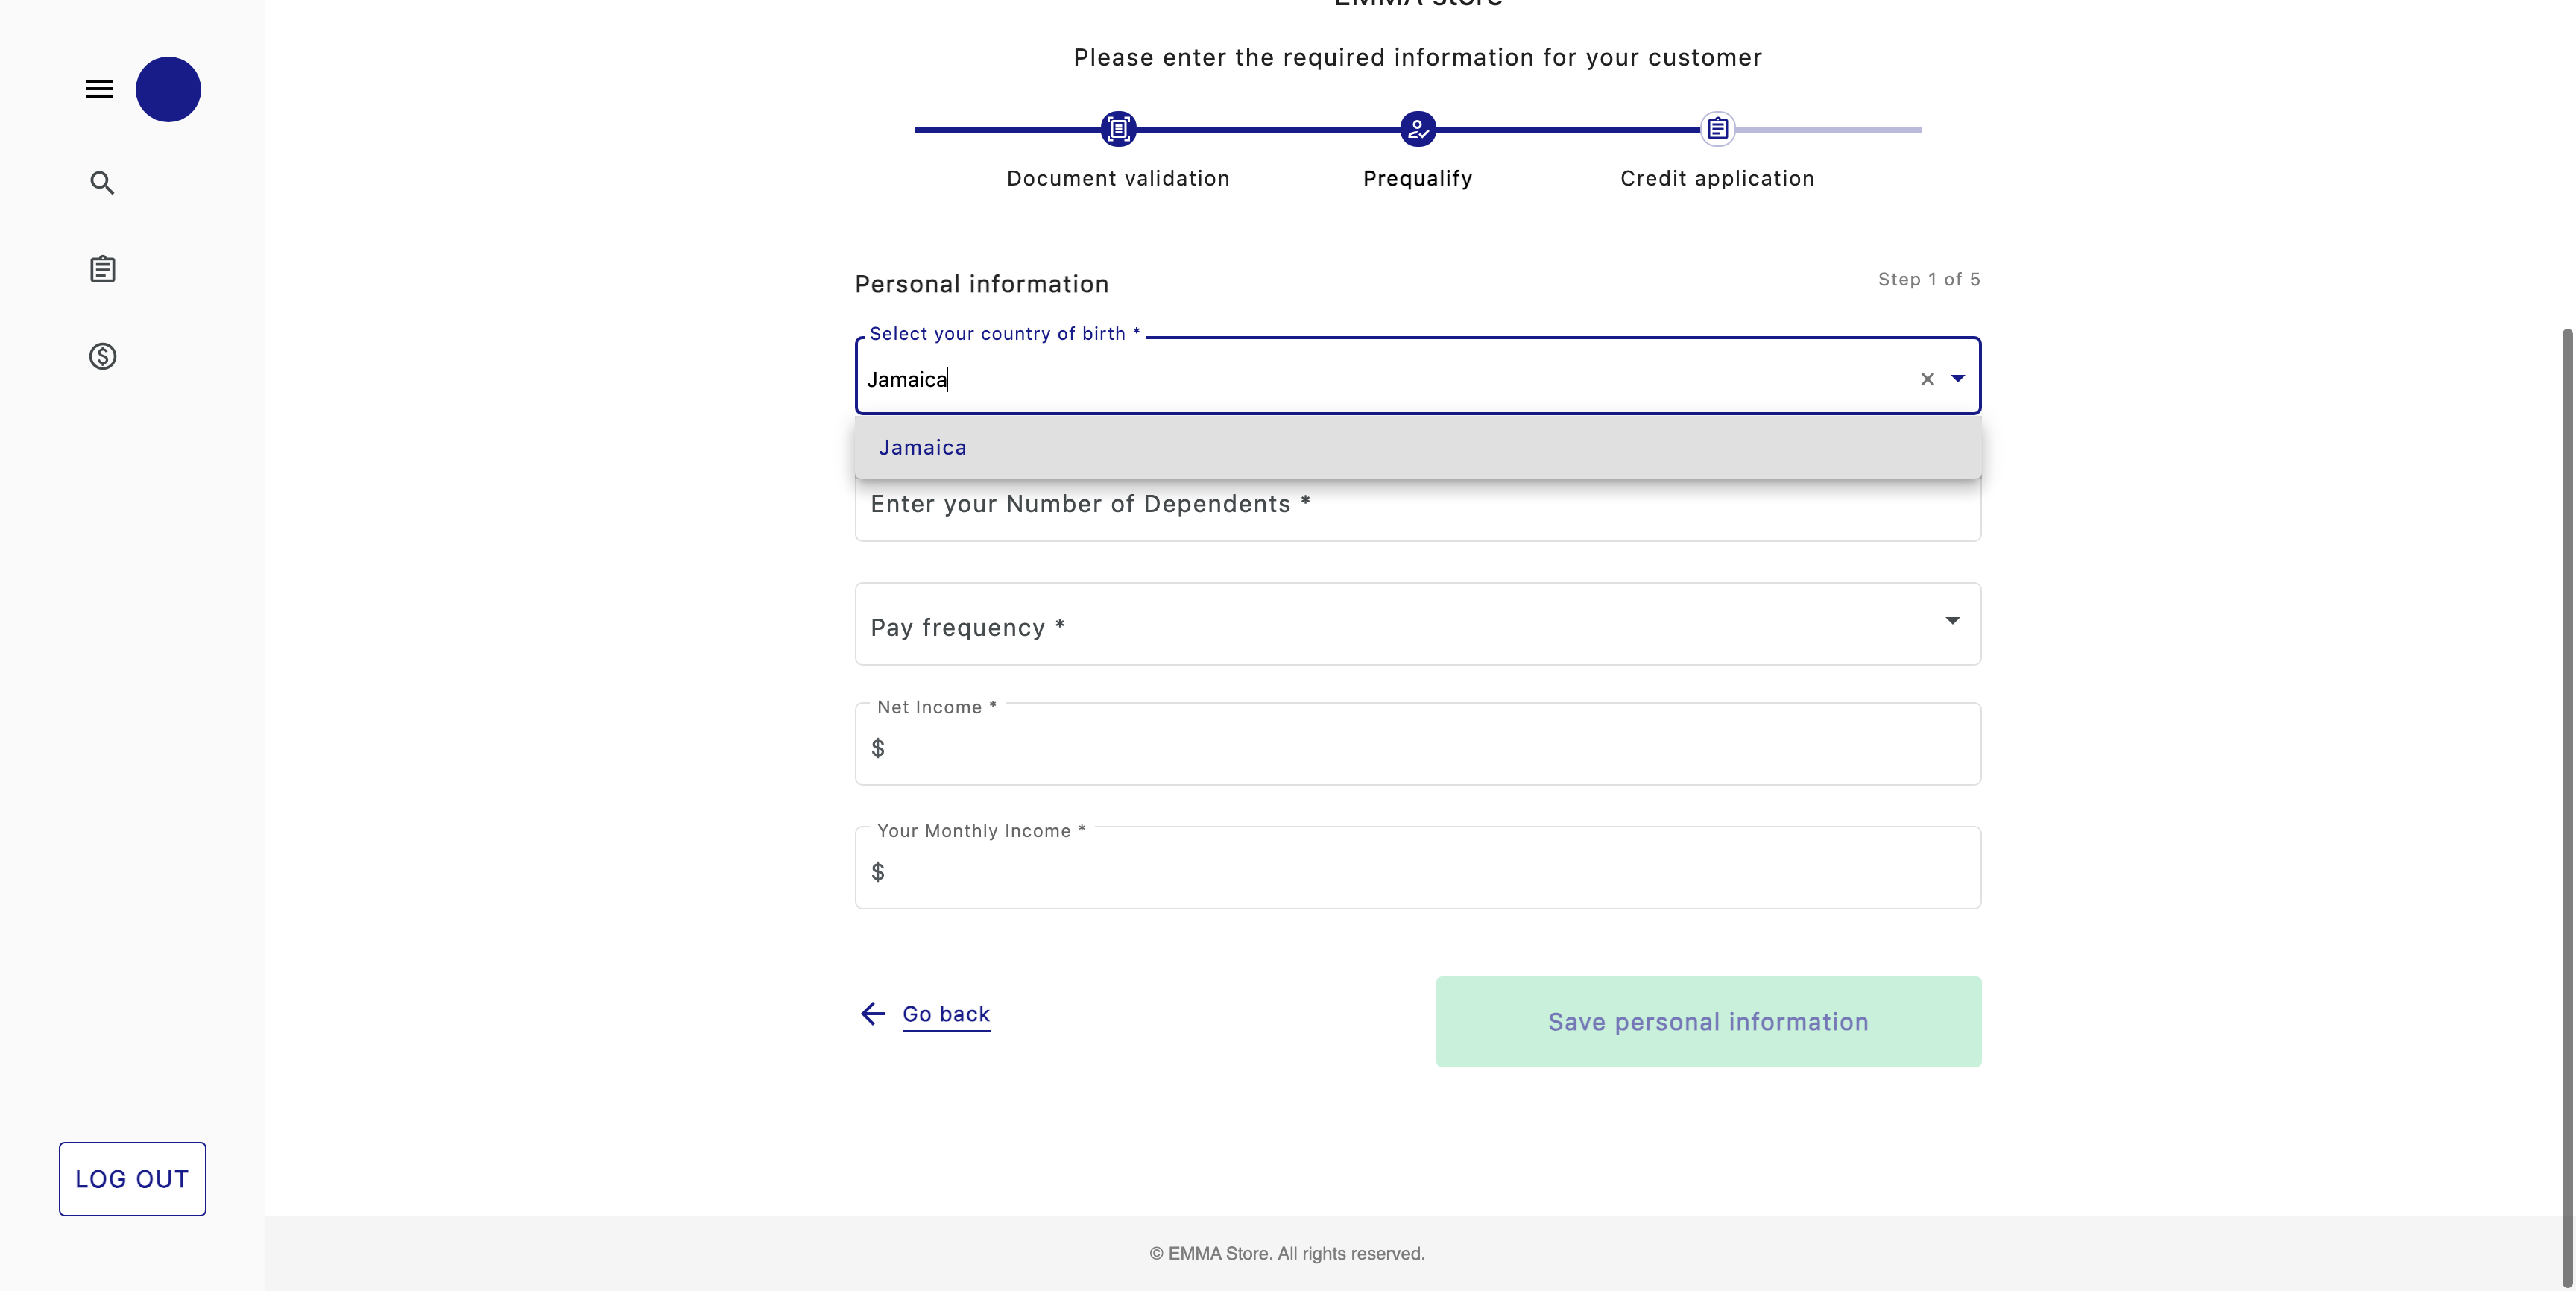 EMMA Store
Please enter the required information for your customer
Document validation
Prequalify
Credit application
Personal information
Step 1 of 5
Select your country of birth *
Jamaica
Jamaica
Enter your Number of Dependents *
Pay frequency *
Net Income *
$
Your Monthly Income *
$
Go back
Save personal information
LOG OUT
© EMMA Store. All rights reserved.